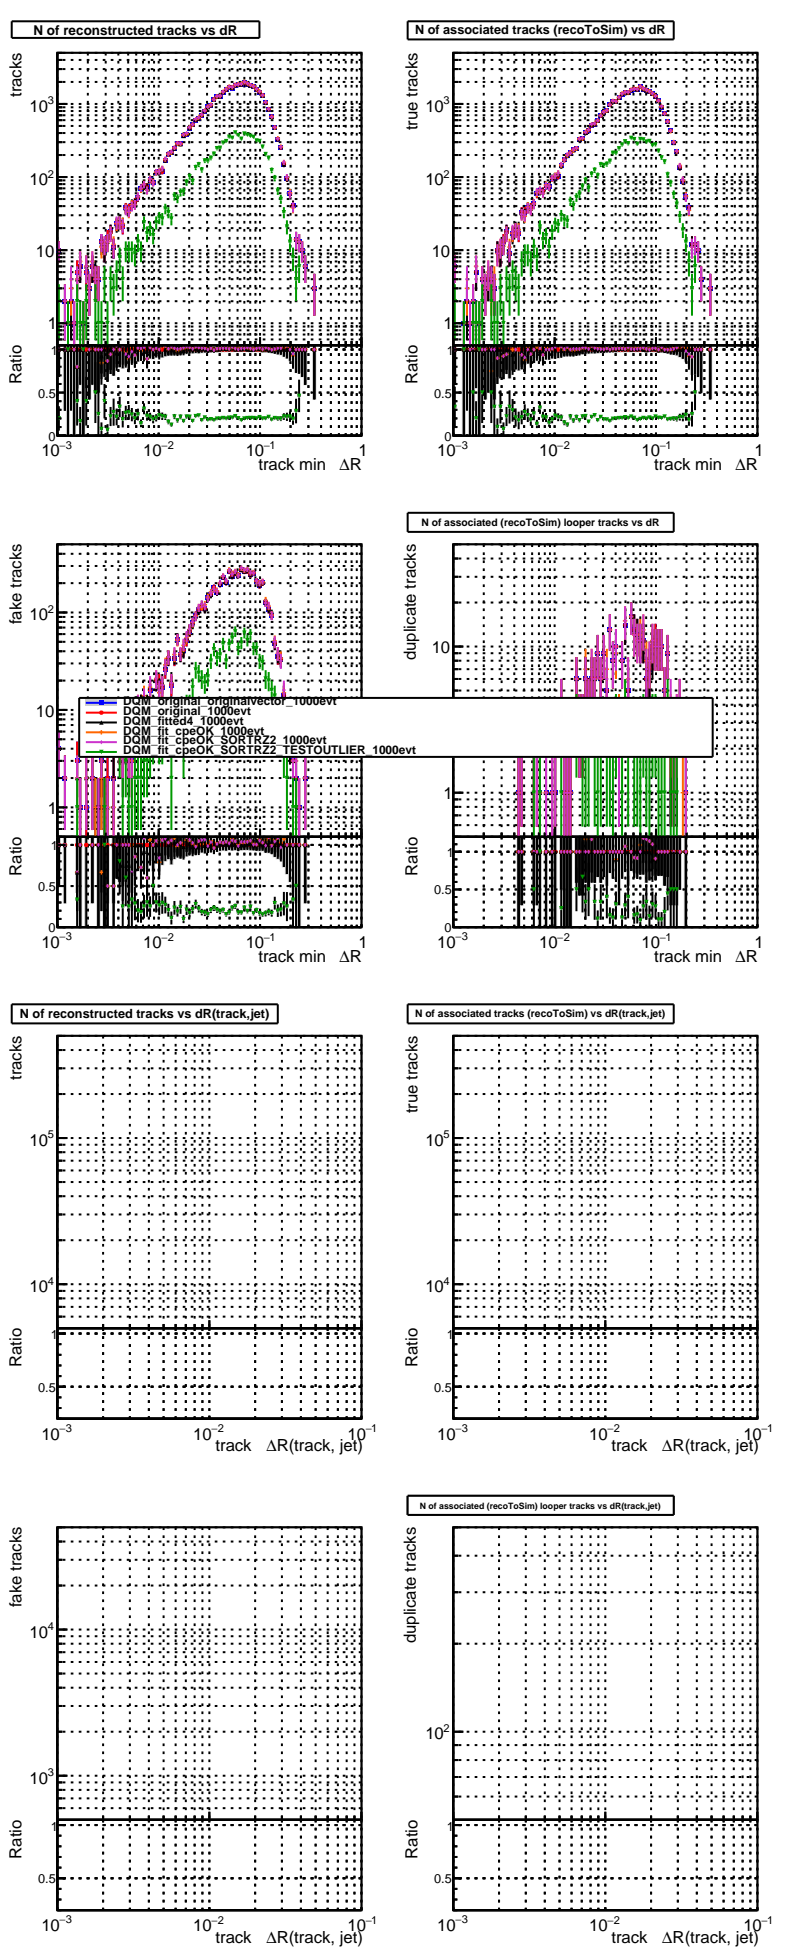 N of reconstructed tracks vs dR
tracks
10³
10²
10
1
Ratio
1
0.5
0
10⁻³ 10⁻² 10⁻¹ 1
track min ΔR
N of associated tracks (recoToSim) vs dR
true tracks
10³
10²
10
1
Ratio
1
0.5
0
10⁻³ 10⁻² 10⁻¹ 1
track min ΔR
fake tracks
10²
10
1
Ratio
1
0.5
0
10⁻³ 10⁻² 10⁻¹ 1
track min ΔR
N of associated (recoToSim) looper tracks vs dR
duplicate tracks
10
1
Ratio
1
0.5
0
10⁻³ 10⁻² 10⁻¹ 1
track min ΔR
DQM_original_originalvector_1000evt
DQM_original_1000evt
DQM_fitted4_1000evt
DQM_fit_cpeOK_1000evt
DQM_fit_cpeOK_SORTRZ2_1000evt
DQM_fit_cpeOK_SORTRZ2_TESTOUTLIER_1000evt
N of reconstructed tracks vs dR(track,jet)
tracks
10⁵
10⁴
Ratio
1
0.5
10⁻³ 10⁻² 10⁻¹
track ΔR(track, jet)
N of associated tracks (recoToSim) vs dR(track,jet)
true tracks
10⁵
10⁴
Ratio
1
0.5
10⁻³ 10⁻² 10⁻¹
track ΔR(track, jet)
fake tracks
10⁴
10³
Ratio
1
0.5
10⁻³ 10⁻² 10⁻¹
track ΔR(track, jet)
N of associated (recoToSim) looper tracks vs dR(track,jet)
duplicate tracks
10²
Ratio
1
0.5
10⁻³ 10⁻² 10⁻¹
track ΔR(track, jet)